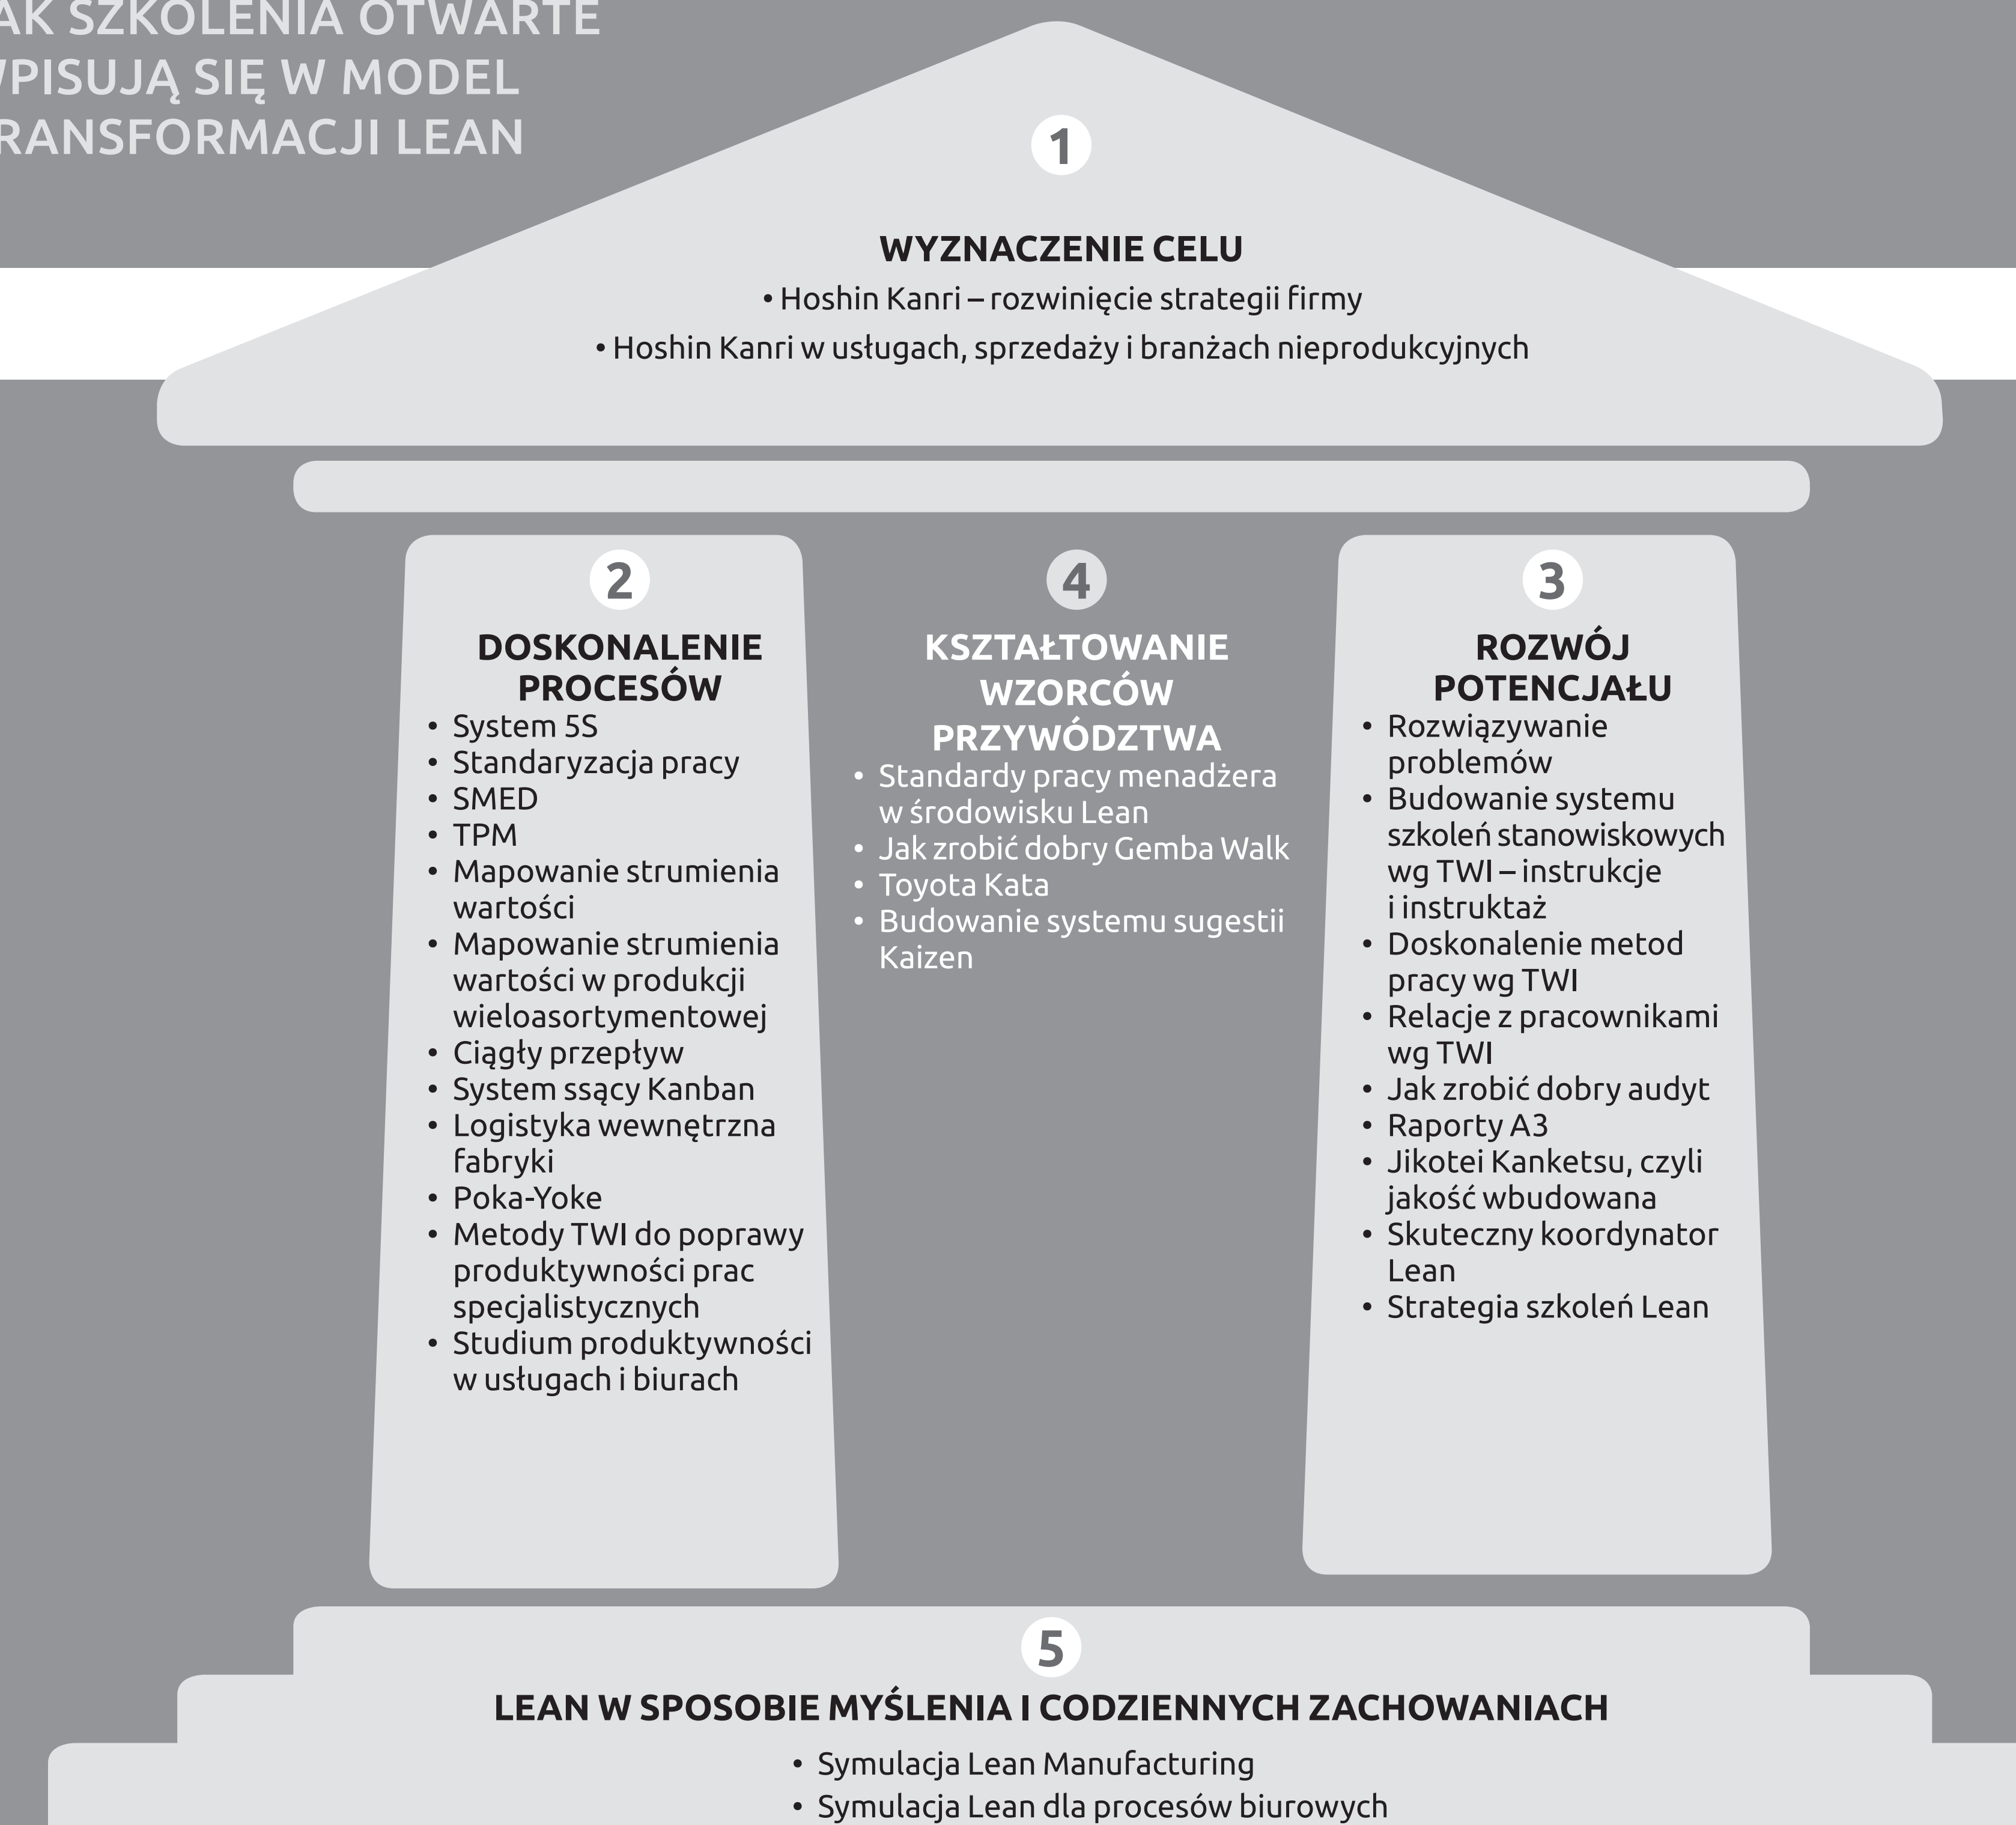 AK SZKOLENIA OTWARTE
PISUJĄ SIĘ W MODEL
RANSFORMACJI LEAN
1
WYZNACZENIE CELU
• Hoshin Kanri – rozwinięcie strategii firmy
• Hoshin Kanri w usługach, sprzedaży i branżach nieprodukcyjnych
2
DOSKONALENIE
PROCESÓW
• System 5S
• Standaryzacja pracy
• SMED
• TPM
• Mapowanie strumienia
wartości
• Mapowanie strumienia
wartości w produkcji
wieloasortymentowej
• Ciągły przepływ
• System ssący Kanban
• Logistyka wewnętrzna
fabryki
• Poka-Yoke
• Metody TWI do poprawy
produktywności prac
specjalistycznych
• Studium produktywności
w usługach i biurach
4
KSZTAŁTOWANIE
WZORCÓW
PRZYWÓDZTWA
• Standardy pracy menadżera
w środowisku Lean
• Jak zrobić dobry Gemba Walk
• Toyota Kata
• Budowanie systemu sugestii
Kaizen
3
ROZWÓJ
POTENCJAŁU
• Rozwiązywanie
problemów
• Budowanie systemu
szkoleń stanowiskowych
wg TWI – instrukcje
i instruktaż
• Doskonalenie metod
pracy wg TWI
• Relacje z pracownikami
wg TWI
• Jak zrobić dobry audyt
• Raporty A3
• Jikotei Kanketsu, czyli
jakość wbudowana
• Skuteczny koordynator
Lean
• Strategia szkoleń Lean
5
LEAN W SPOSOBIE MYŚLENIA I CODZIENNYCH ZACHOWANIACH
• Symulacja Lean Manufacturing
• Symulacja Lean dla procesów biurowych